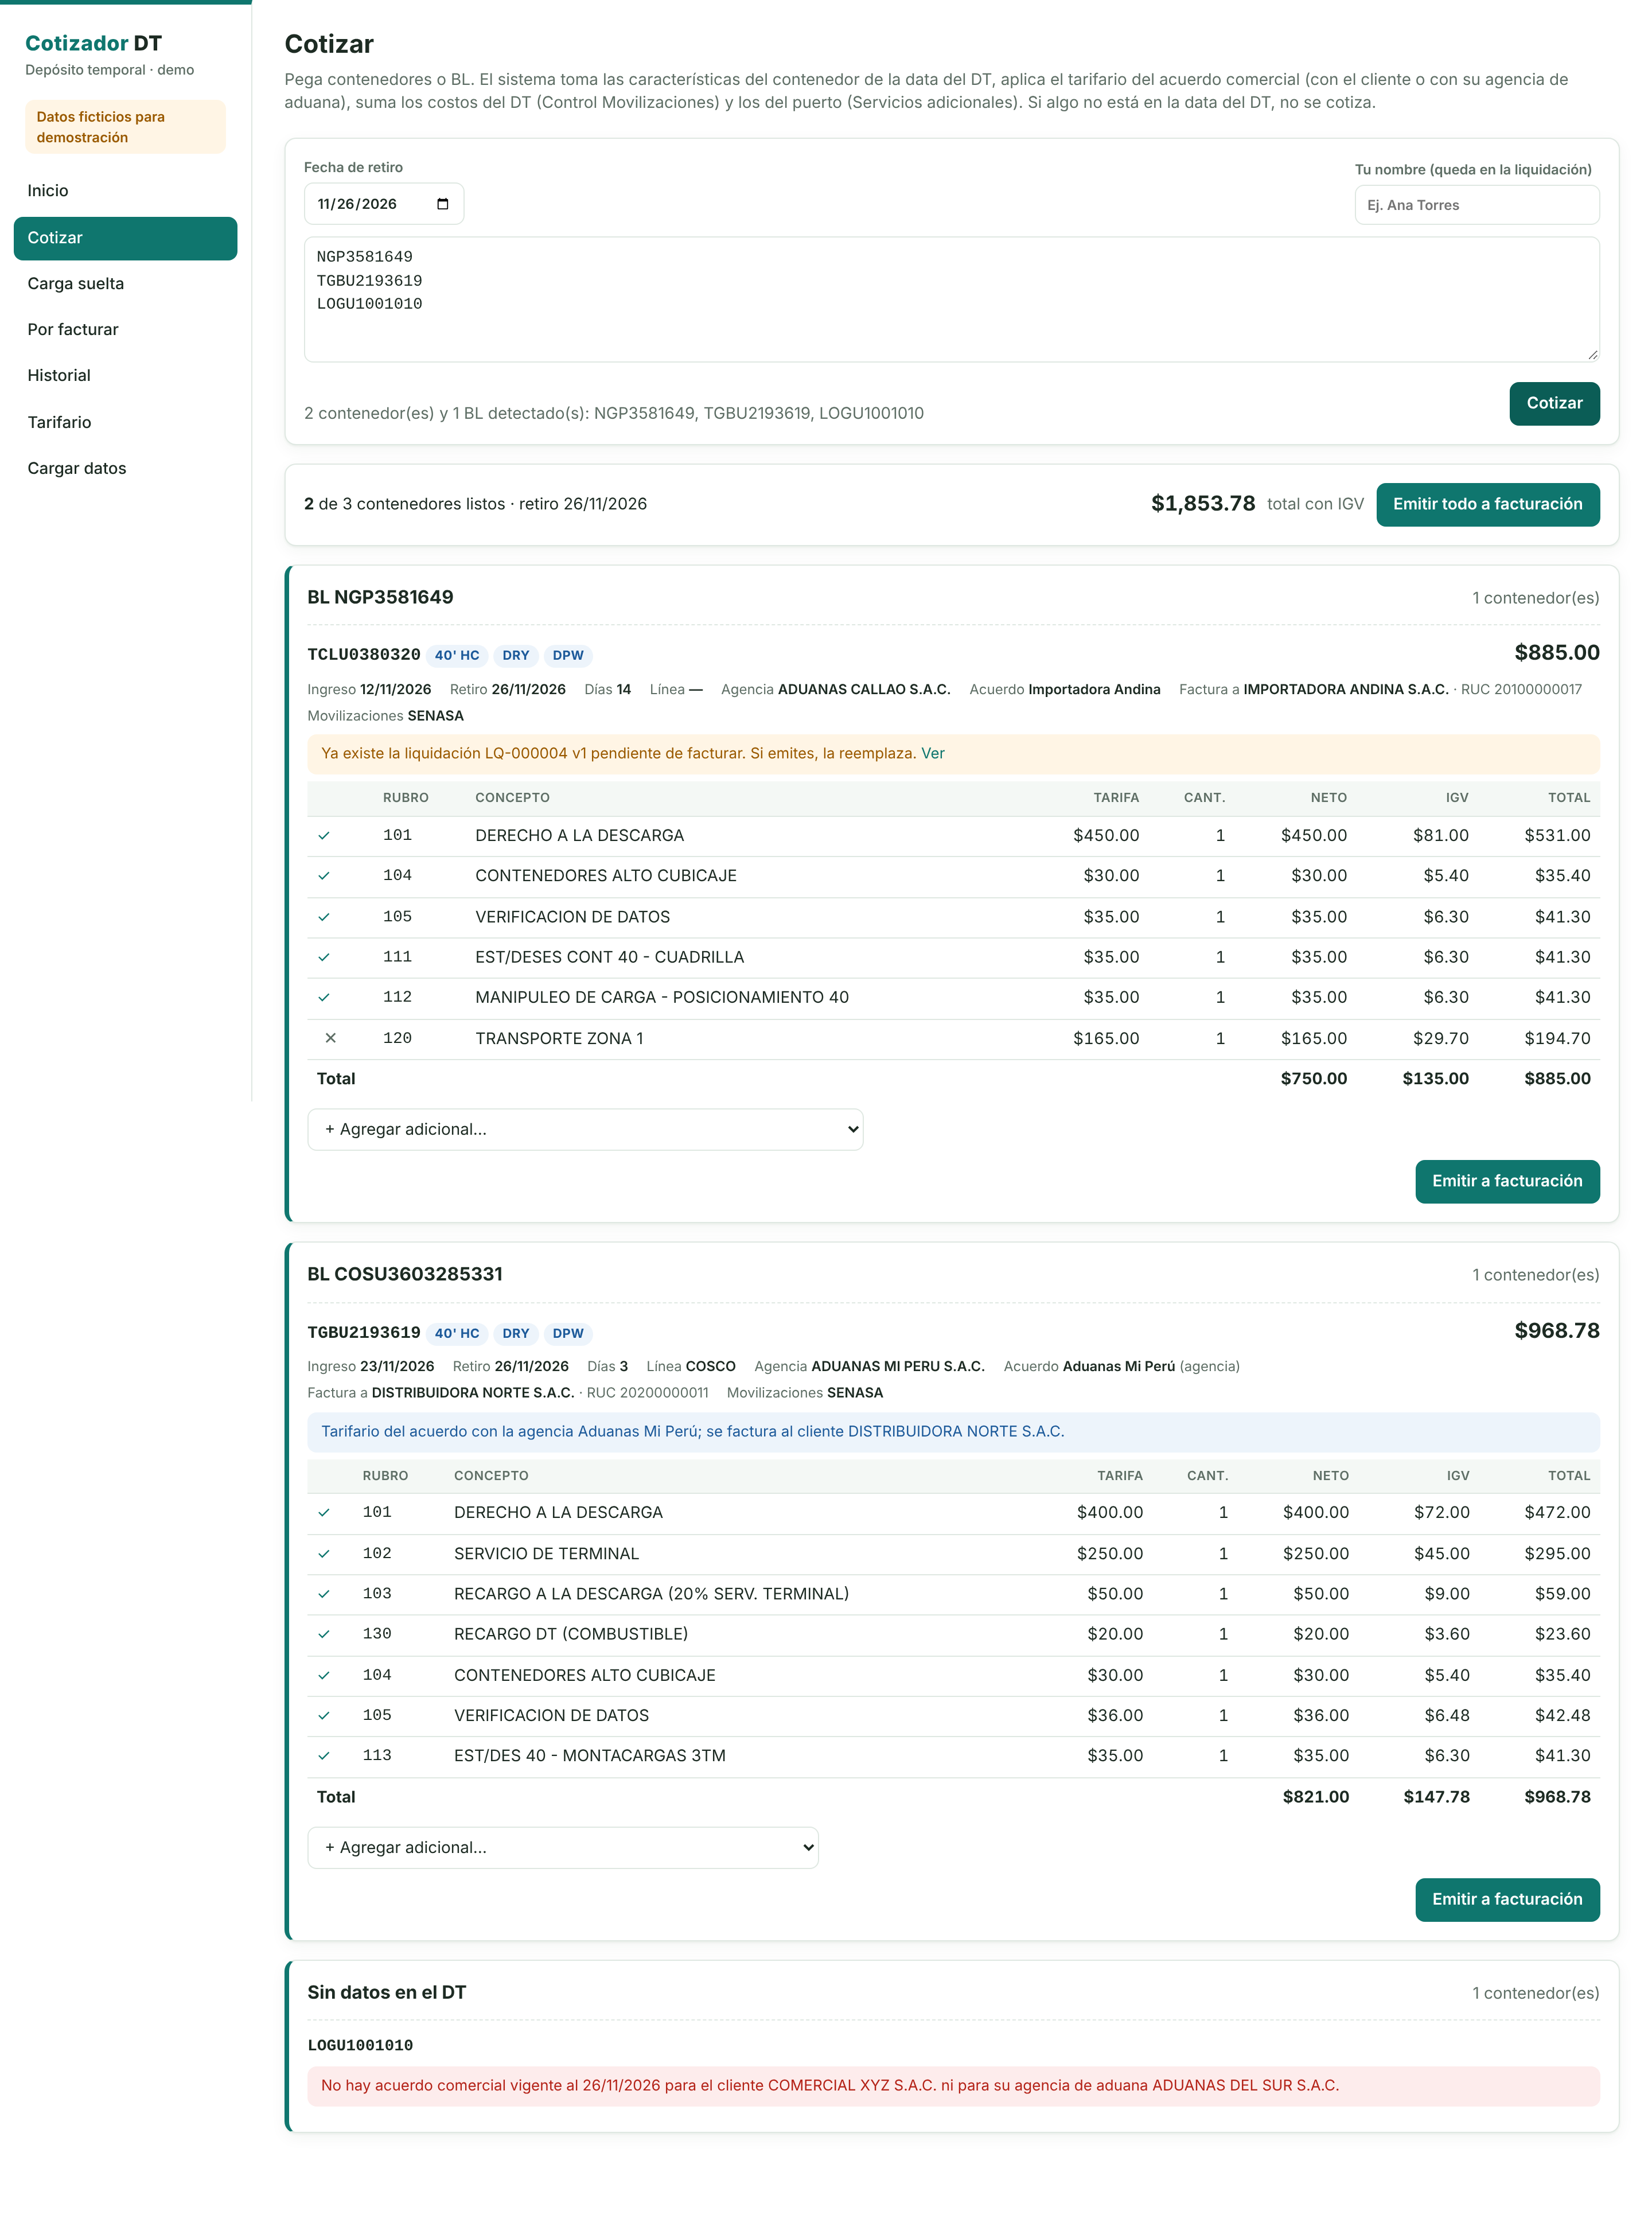 Cotizador DT
Depósito temporal · demo
Datos ficticios para
demostración
Inicio
Cotizar
Carga suelta
Por facturar
Historial
Tarifario
Cargar datos
Cotizar
Pega contenedores o BL. El sistema toma las características del contenedor de la data del DT, aplica el tarifario del acuerdo comercial (con el cliente o con su agencia de
aduana), suma los costos del DT (Control Movilizaciones) y los del puerto (Servicios adicionales). Si algo no está en la data del DT, no se cotiza.
Fecha de retiro
11/26/2026
Tu nombre (queda en la liquidación)
Ej. Ana Torres
NGP3581649
TGBU2193619
LOGU1001010
2 contenedor(es) y 1 BL detectado(s): NGP3581649, TGBU2193619, LOGU1001010
Cotizar
2 de 3 contenedores listos · retiro 26/11/2026
$1,853.78 total con IGV
Emitir todo a facturación
BL NGP3581649
1 contenedor(es)
TCLU0380320 40' HC DRY DPW
$885.00
Ingreso 12/11/2026 Retiro 26/11/2026 Días 14 Línea — Agencia ADUANAS CALLAO S.A.C. Acuerdo Importadora Andina Factura a IMPORTADORA ANDINA S.A.C. · RUC 20100000017
Movilizaciones SENASA
Ya existe la liquidación LQ-000004 v1 pendiente de facturar. Si emites, la reemplaza. Ver
RUBRO CONCEPTO TARIFA CANT. NETO IGV TOTAL
✓ 101 DERECHO A LA DESCARGA $450.00 1 $450.00 $81.00 $531.00
✓ 104 CONTENEDORES ALTO CUBICAJE $30.00 1 $30.00 $5.40 $35.40
✓ 105 VERIFICACION DE DATOS $35.00 1 $35.00 $6.30 $41.30
✓ 111 EST/DESES CONT 40 - CUADRILLA $35.00 1 $35.00 $6.30 $41.30
✓ 112 MANIPULEO DE CARGA - POSICIONAMIENTO 40 $35.00 1 $35.00 $6.30 $41.30
✕ 120 TRANSPORTE ZONA 1 $165.00 1 $165.00 $29.70 $194.70
Total $750.00 $135.00 $885.00
+ Agregar adicional...
Emitir a facturación
BL COSU3603285331
1 contenedor(es)
TGBU2193619 40' HC DRY DPW
$968.78
Ingreso 23/11/2026 Retiro 26/11/2026 Días 3 Línea COSCO Agencia ADUANAS MI PERU S.A.C. Acuerdo Aduanas Mi Perú (agencia)
Factura a DISTRIBUIDORA NORTE S.A.C. · RUC 20200000011 Movilizaciones SENASA
Tarifario del acuerdo con la agencia Aduanas Mi Perú; se factura al cliente DISTRIBUIDORA NORTE S.A.C.
RUBRO CONCEPTO TARIFA CANT. NETO IGV TOTAL
✓ 101 DERECHO A LA DESCARGA $400.00 1 $400.00 $72.00 $472.00
✓ 102 SERVICIO DE TERMINAL $250.00 1 $250.00 $45.00 $295.00
✓ 103 RECARGO A LA DESCARGA (20% SERV. TERMINAL) $50.00 1 $50.00 $9.00 $59.00
✓ 130 RECARGO DT (COMBUSTIBLE) $20.00 1 $20.00 $3.60 $23.60
✓ 104 CONTENEDORES ALTO CUBICAJE $30.00 1 $30.00 $5.40 $35.40
✓ 105 VERIFICACION DE DATOS $36.00 1 $36.00 $6.48 $42.48
✓ 113 EST/DES 40 - MONTACARGAS 3TM $35.00 1 $35.00 $6.30 $41.30
Total $821.00 $147.78 $968.78
+ Agregar adicional...
Emitir a facturación
Sin datos en el DT
1 contenedor(es)
LOGU1001010
No hay acuerdo comercial vigente al 26/11/2026 para el cliente COMERCIAL XYZ S.A.C. ni para su agencia de aduana ADUANAS DEL SUR S.A.C.